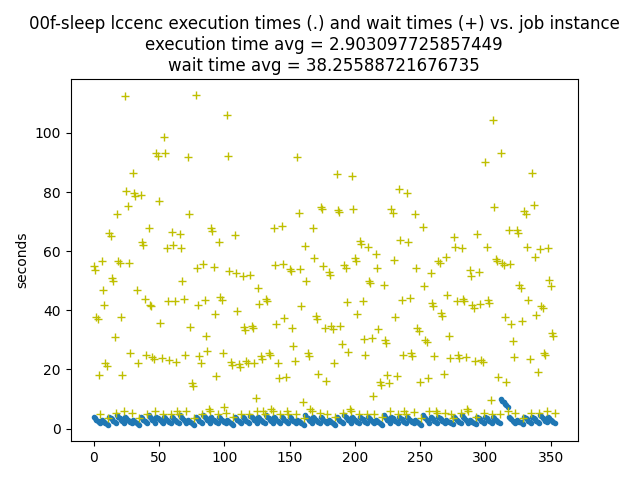 00f-sleep lccenc execution times (.) and wait times (+) vs. job instance
execution time avg = 2.903097725857449
wait time avg = 38.25588721676735
seconds
100
80
60
40
20
0
0 50 100 150 200 250 300 350